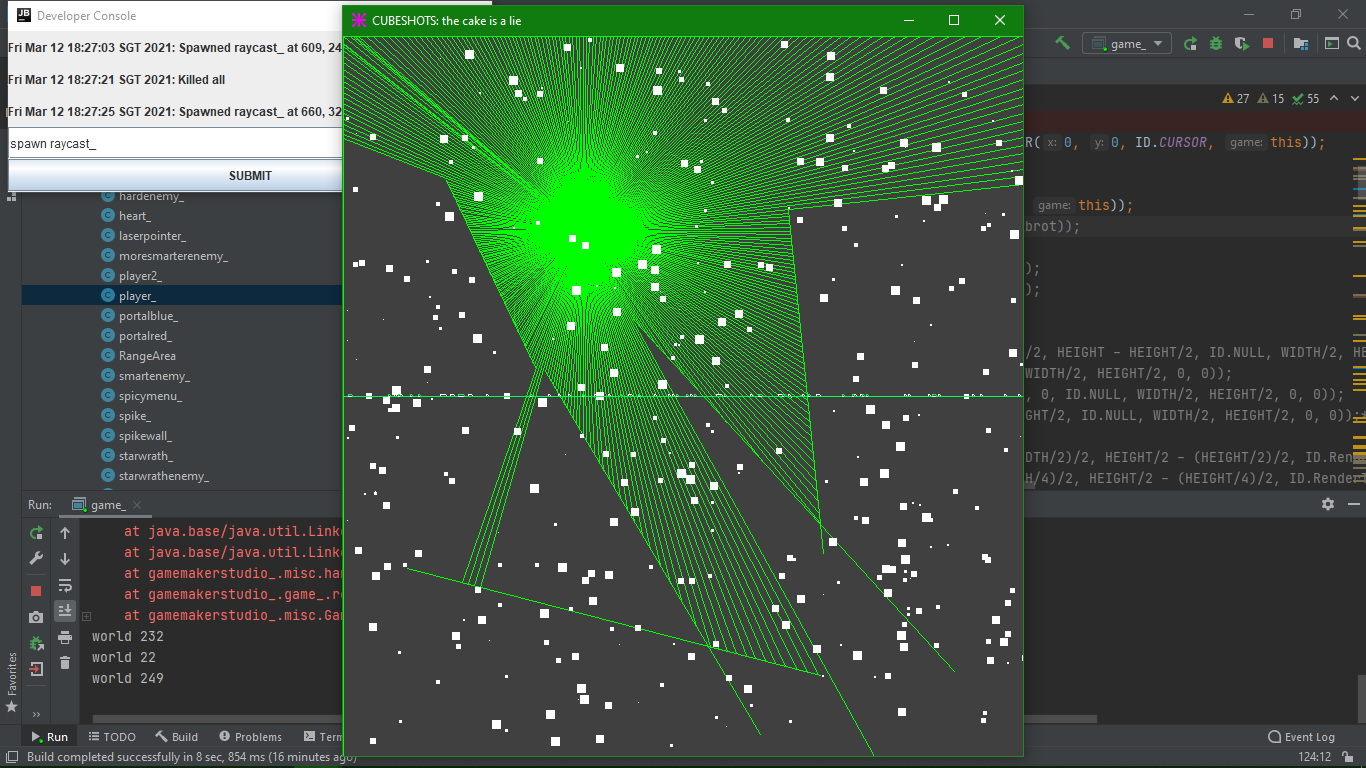 Developer Console
Fri Mar 12 18:27:03 SGT 2021: Spawned raycast_ at 609, 24
Fri Mar 12 18:27:21 SGT 2021: Killed all
Fri Mar 12 18:27:25 SGT 2021: Spawned raycast_ at 660, 32
spawn raycast_
SUBMIT
CUBESHOTS: the cake is a lie
game_
27 15 55
R( x: 0, y: 0, ID.CURSOR, game: this));
game: this));
brot));
);
);
/2, HEIGHT - HEIGHT/2, ID.NULL, WIDTH/2, HE
WIDTH/2, HEIGHT/2, 0, 0));
, 0, ID.NULL, WIDTH/2, HEIGHT/2, 0, 0));
GHT/2, ID.NULL, WIDTH/2, HEIGHT/2, 0, 0));
IDTH/2)/2, HEIGHT/2 - (HEIGHT/2)/2, ID.Ren
H/4)/2, HEIGHT/2 - (HEIGHT/4)/2, ID.Render
hardenemy_
heart_
laserpointer_
moresmarterenemy_
player2_
player_
portalblue_
portalred_
RangeArea
smartenemy_
spicymenu_
spike_
spikewall_
starwrath_
starwrathenemy_
Run: game_
at java.base/java.util.Link
at java.base/java.util.Link
at gamemakerstudio_.misc.ha
at gamemakerstudio_.game_.r
at gamemakerstudio_.misc.Ga
world 232
world 22
world 249
Favorites
Run TODO Build Problems Term
Event Log
Build completed successfully in 8 sec, 854 ms (16 minutes ago)
124:12